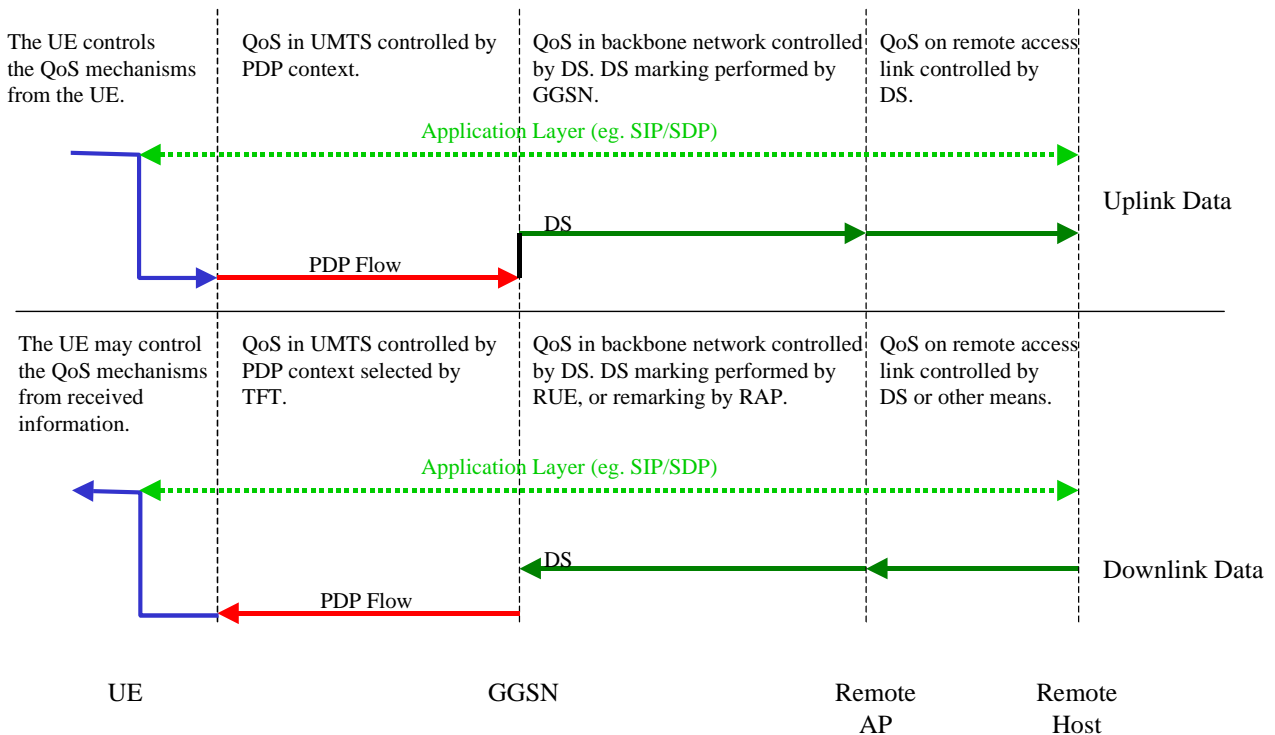 The UE controls
the QoS mechanisms
from the UE.
QoS in UMTS controlled by
PDP context.
QoS in backbone network controlled
by DS. DS marking performed by
GGSN.
QoS on remote access
link controlled by
DS.
Application Layer (eg. SIP/SDP)
Uplink Data
DS
PDP Flow
The UE may control
the QoS mechanisms
from received
information.
QoS in UMTS controlled by
PDP context selected by
TFT.
QoS in backbone network controlled
by DS. DS marking performed by
RUE, or remarking by RAP.
QoS on remote access
link controlled by
DS or other means.
Application Layer (eg. SIP/SDP)
DS
Downlink Data
PDP Flow
UE
GGSN
Remote
AP
Remote
Host